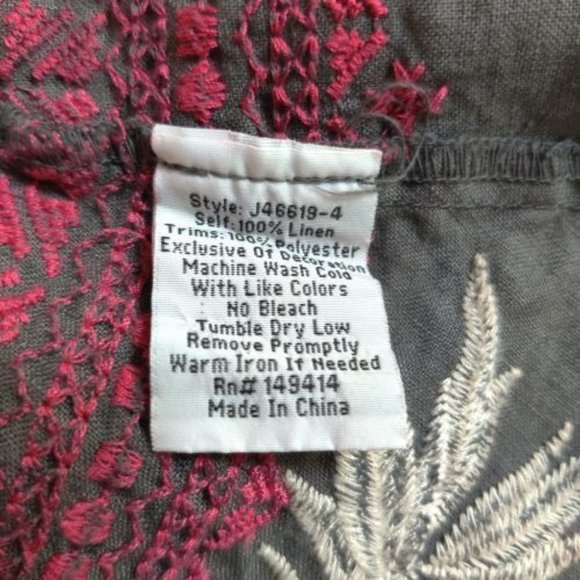 Style: J46619-4
Self: 100% Linen
Trims: 100% Polyester
Exclusive Of Decoration
Machine Wash Cold
With Like Colors
No Bleach
Tumble Dry Low
Remove Promptly
Warm Iron If Needed
Rn# 149414
Made In China